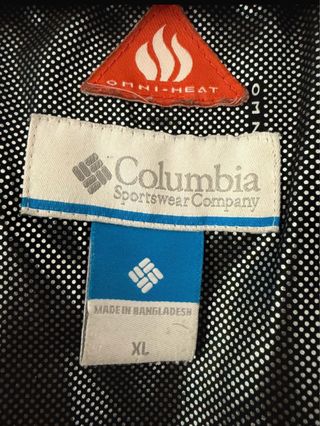 OMNI-HEAT
Columbia
Sportswear Company
MADE IN BANGLADESH
XL